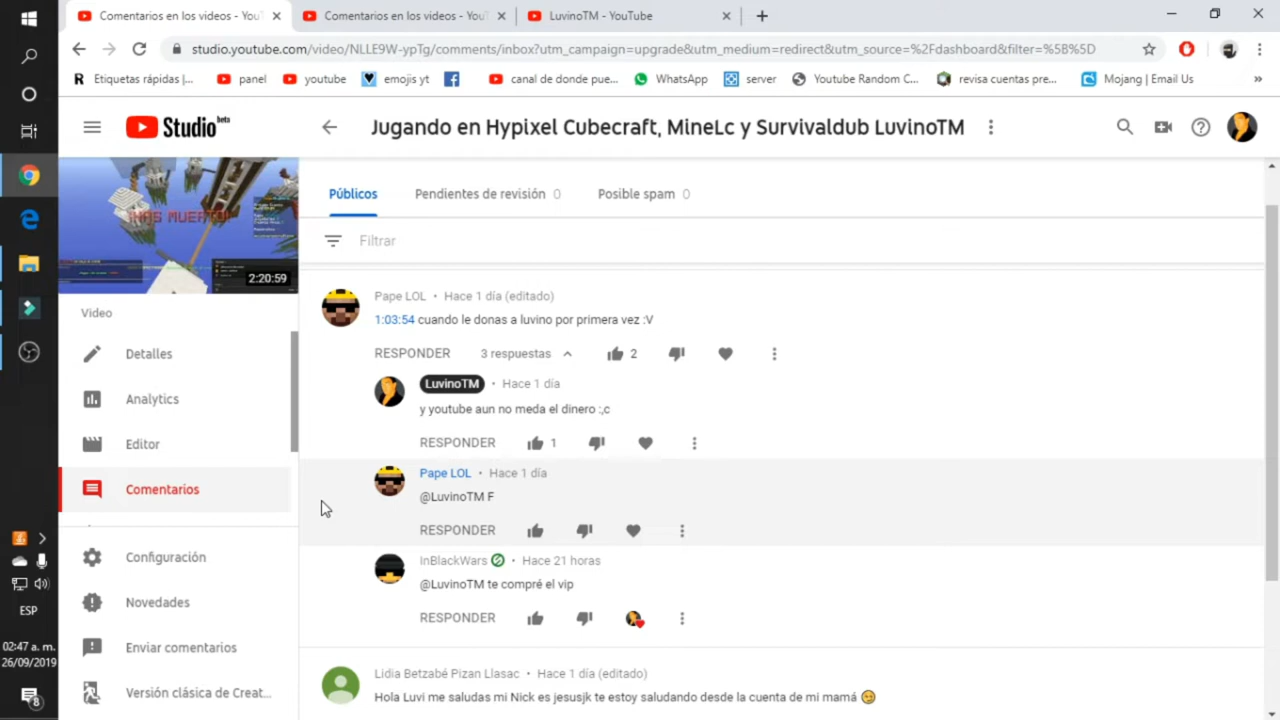 Comentarios en los videos - You
Comentarios en los videos - You
LuvinoTM - YouTube
studio.youtube.com/video/NLLE9W-ypTg/comments/inbox?utm_campaign=upgrade&utm_medium=redirect&utm_source=%2Fdashboard&filter=%5B%5D
Etiquetas rápidas |...
panel
youtube
emojis yt
canal de donde pue...
WhatsApp
server
Youtube Random C...
revisa cuentas pre...
Mojang | Email Us
»
Studio beta
Jugando en Hypixel Cubecraft, MineLc y Survivaldub LuvinoTM
¡HAS MUERTO!
2:20:59
Video
Detalles
Analytics
Editor
Comentarios
Configuración
Novedades
Enviar comentarios
Versión clásica de Creat...
Públicos
Pendientes de revisión 0
Posible spam 0
Filtrar
Pape LOL • Hace 1 día (editado)
1:03:54 cuando le donas a luvino por primera vez :V
RESPONDER 3 respuestas 2
LuvinoTM • Hace 1 día
y youtube aun no meda el dinero :,c
RESPONDER 1
Pape LOL • Hace 1 día
@LuvinoTM F
RESPONDER
InBlackWars • Hace 21 horas
@LuvinoTM te compré el vip
RESPONDER
Lidia Betzabé Pizan Llasac • Hace 1 día (editado)
Hola Luvi me saludas mi Nick es jesusjk te estoy saludando desde la cuenta de mi mamá
ESP
02:47 a. m.
26/09/2019
8